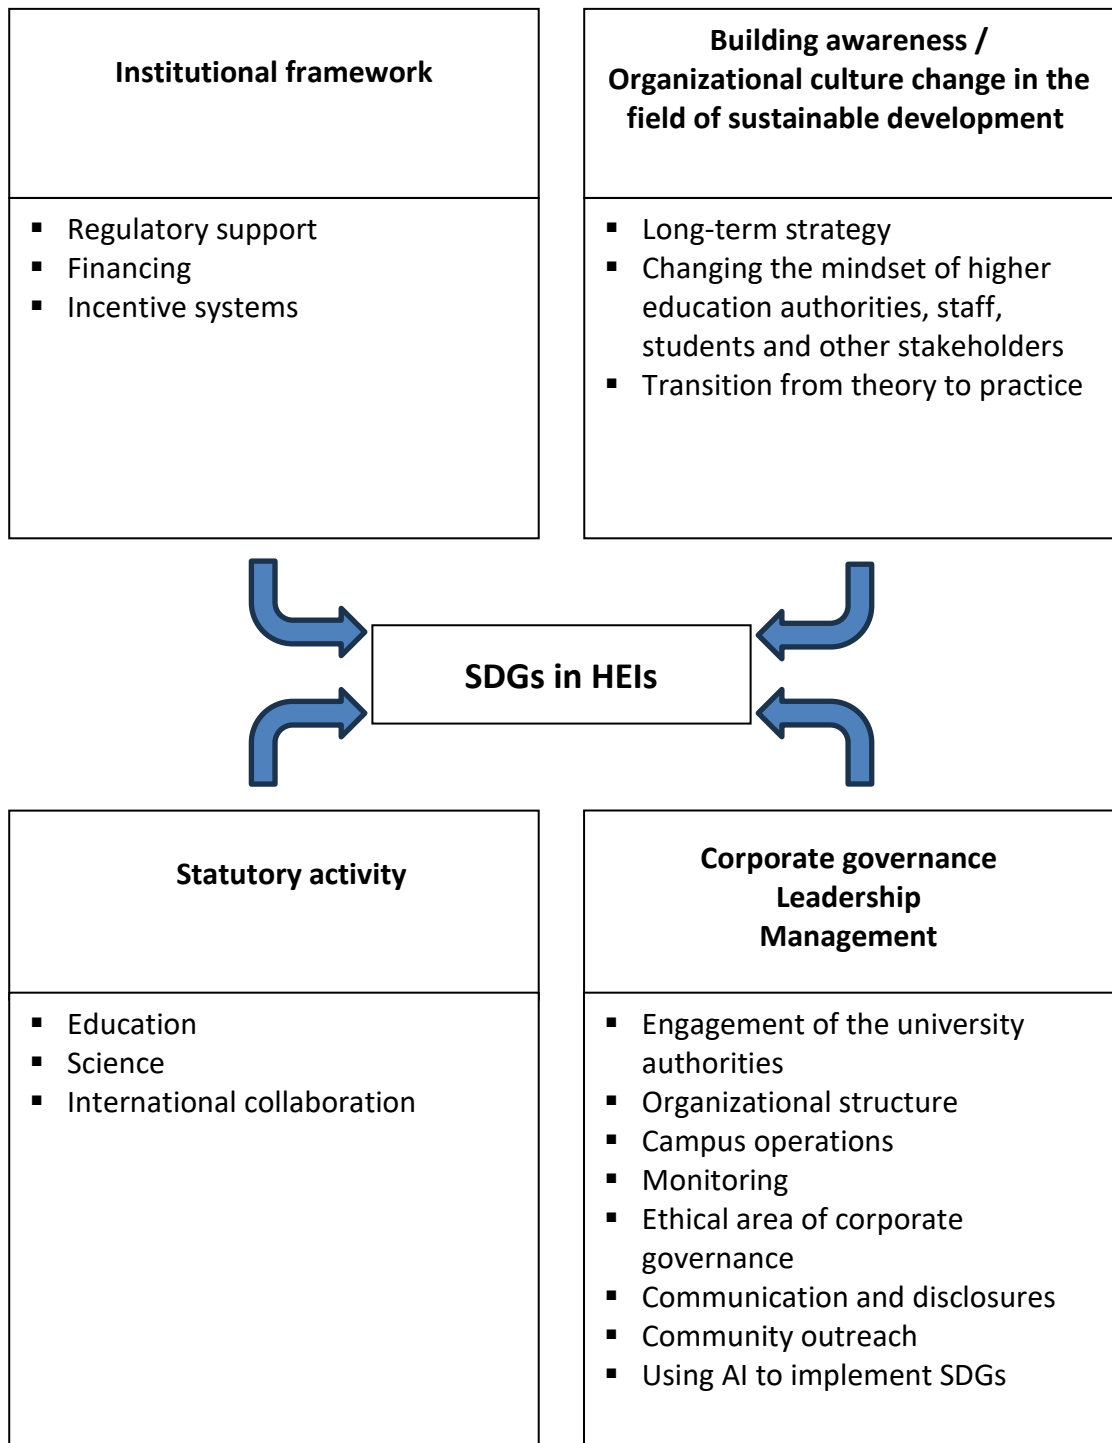 Institutional framework
▪ Regulatory support
▪ Financing
▪ Incentive systems
Building awareness /
Organizational culture change in the
field of sustainable development
▪ Long-term strategy
▪ Changing the mindset of higher
education authorities, staff,
students and other stakeholders
▪ Transition from theory to practice
SDGs in HEIs
Statutory activity
▪ Education
▪ Science
▪ International collaboration
Corporate governance
Leadership
Management
▪ Engagement of the university
authorities
▪ Organizational structure
▪ Campus operations
▪ Monitoring
▪ Ethical area of corporate
governance
▪ Communication and disclosures
▪ Community outreach
▪ Using AI to implement SDGs